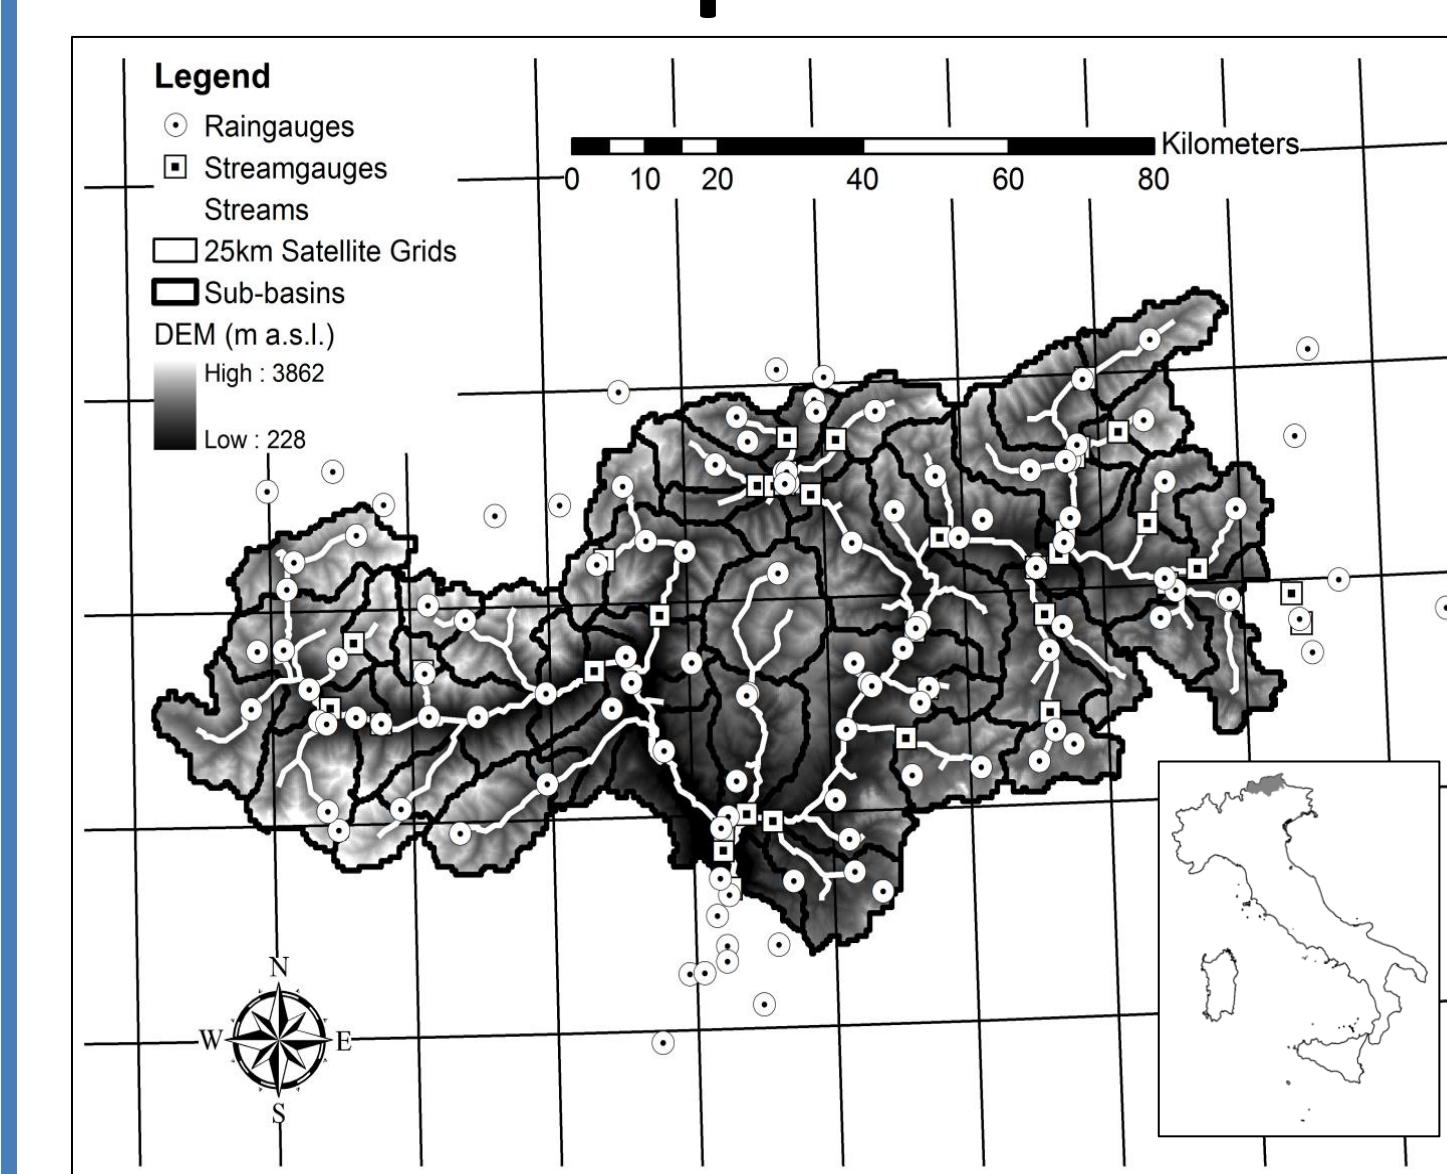 Legend
Raingauges
Streamgauges
Streams
25km Satellite Grids
Sub-basins
DEM (m a.s.l.)
High : 3862
Low : 228
Kilometers
0 10 20 40 60 80
N
W E
S